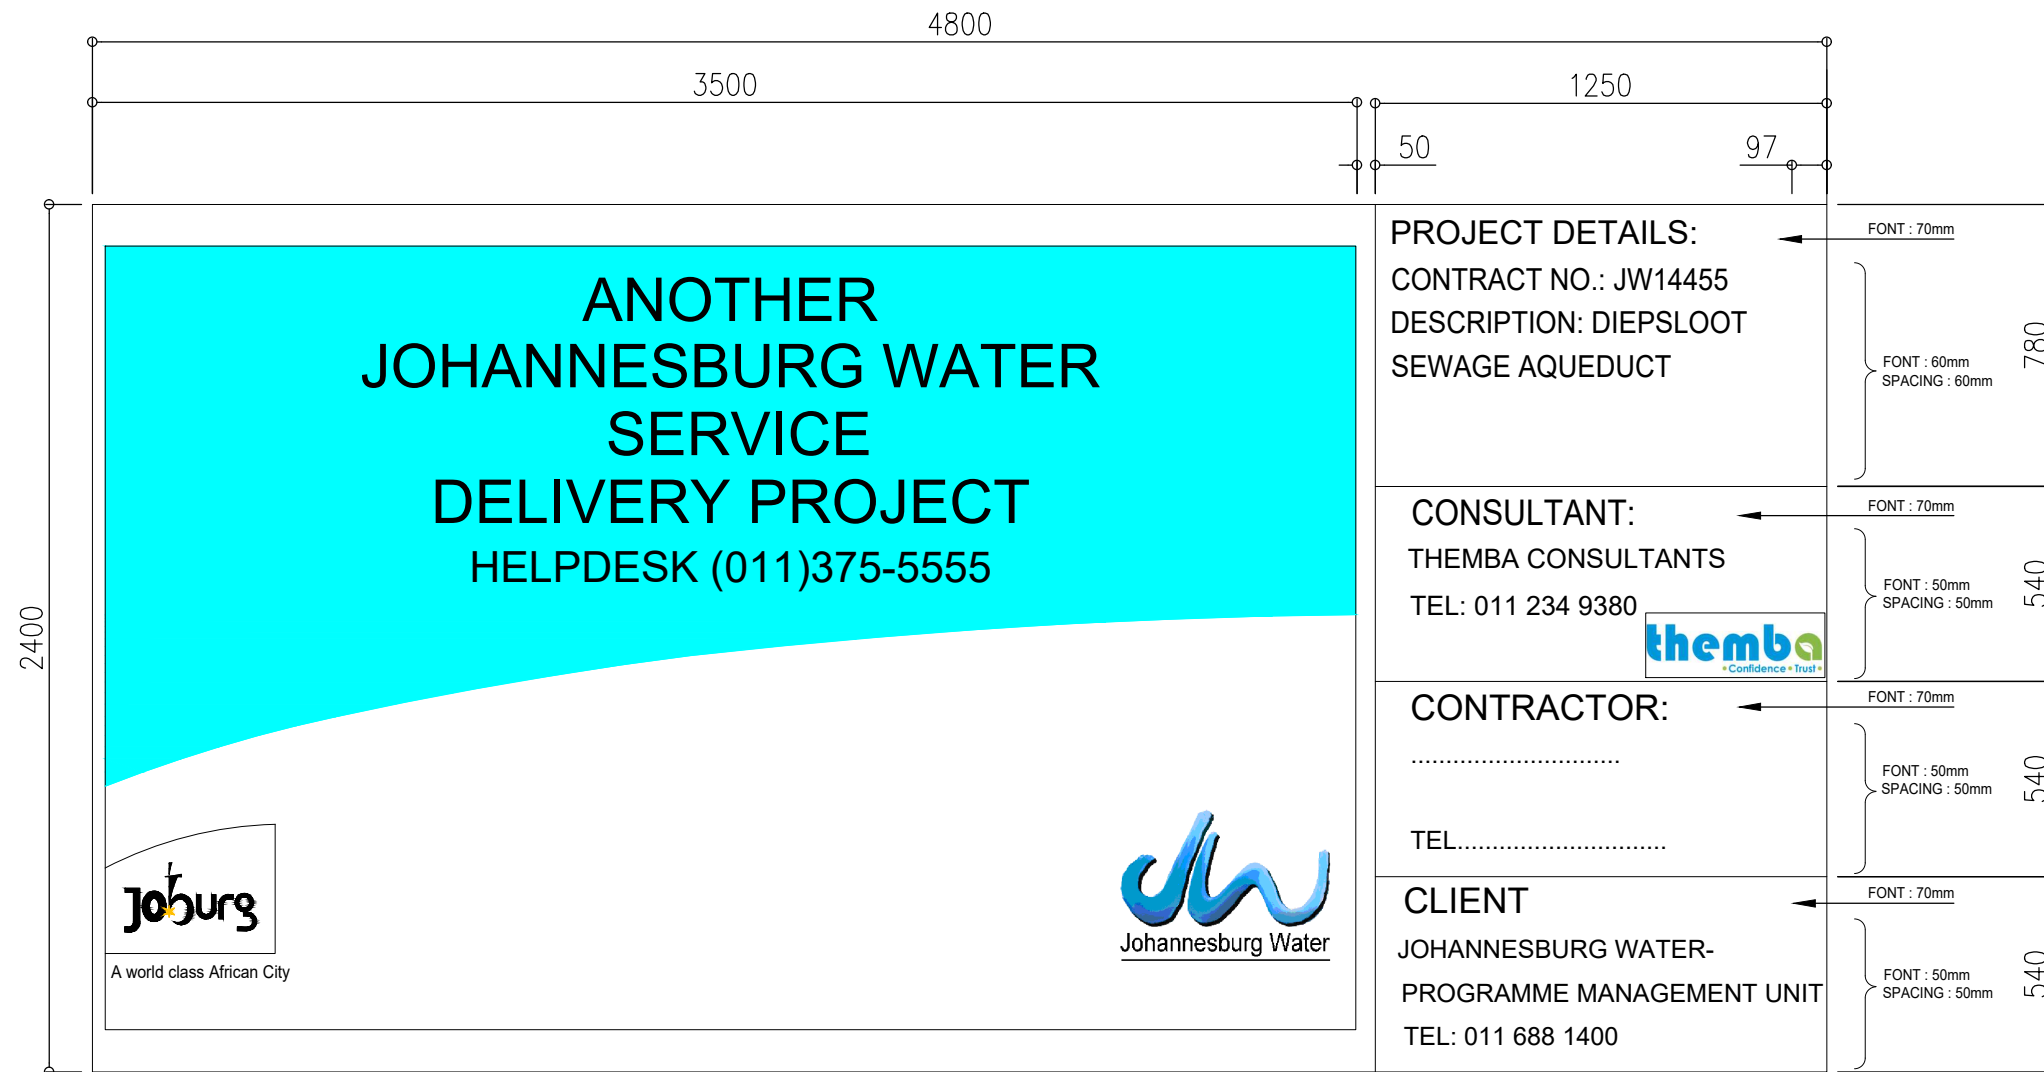 4800
3500
1250
50
97
2400
ANOTHER
JOHANNESBURG WATER
SERVICE
DELIVERY PROJECT
HELPDESK (011)375-5555
Joburg
A world class African City
Johannesburg Water
PROJECT DETAILS:
CONTRACT NO.: JW14455
DESCRIPTION: DIEPSLOOT
SEWAGE AQUEDUCT
CONSULTANT:
THEMBA CONSULTANTS
TEL: 011 234 9380
themba
• Confidence • Trust •
CONTRACTOR:
..............................
TEL..............................
CLIENT
JOHANNESBURG WATER-
PROGRAMME MANAGEMENT UNIT
TEL: 011 688 1400
FONT : 70mm
FONT : 60mm
SPACING : 60mm
780
FONT : 70mm
FONT : 50mm
SPACING : 50mm
540
FONT : 70mm
FONT : 50mm
SPACING : 50mm
540
FONT : 70mm
FONT : 50mm
SPACING : 50mm
540